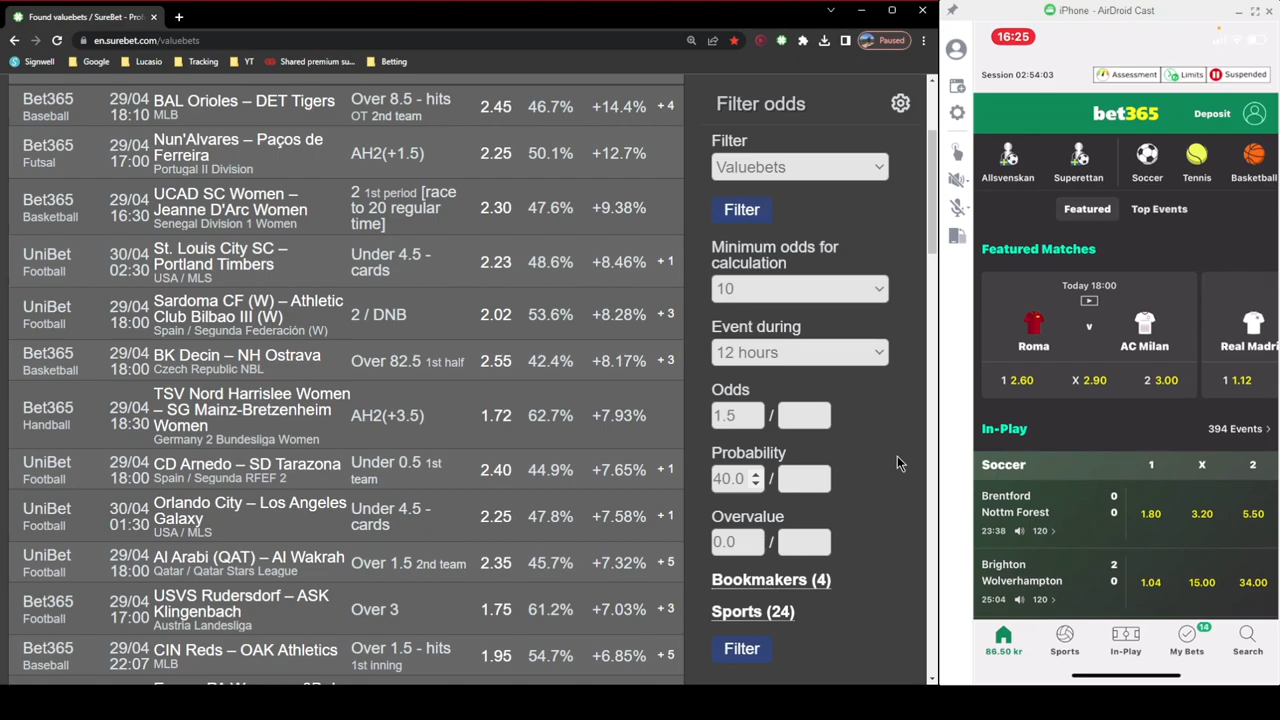 Found valuebets / SureBet - Prof
en.surebet.com/valuebets
Paused
Signwell
Google
Lucasio
Tracking
YT
Shared premium su...
Betting
Bet365 29/04 BAL Orioles – DET Tigers Over 8.5 - hits 2.45 46.7% +14.4% + 4
Baseball 18:10 MLB OT 2nd team
Bet365 29/04 Nun'Alvares – Paços de
Futsal 17:00 Ferreira AH2(+1.5) 2.25 50.1% +12.7%
Portugal II Division
Bet365 29/04 UCAD SC Women – 2 1st period [race
Basketball 16:30 Jeanne D'Arc Women to 20 regular 2.30 47.6% +9.38%
Senegal Division 1 Women time]
UniBet 30/04 St. Louis City SC – Under 4.5 -
Football 02:30 Portland Timbers cards 2.23 48.6% +8.46% + 1
USA / MLS
UniBet 29/04 Sardoma CF (W) – Athletic
Football 18:00 Club Bilbao III (W) 2 / DNB 2.02 53.6% +8.28% + 3
Spain / Segunda Federación (W)
Bet365 29/04 BK Decin – NH Ostrava Over 82.5 1st half 2.55 42.4% +8.17% + 3
Basketball 18:00 Czech Republic NBL
TSV Nord Harrislee Women
Bet365 29/04 – SG Mainz-Bretzenheim AH2(+3.5) 1.72 62.7% +7.93%
Handball 18:30 Women
Germany 2 Bundesliga Women
UniBet 29/04 CD Arnedo – SD Tarazona Under 0.5 1st 2.40 44.9% +7.65% + 1
Football 18:00 Spain / Segunda RFEF 2 team
UniBet 30/04 Orlando City – Los Angeles Under 4.5 -
Football 01:30 Galaxy cards 2.25 47.8% +7.58% + 1
USA / MLS
UniBet 29/04 Al Arabi (QAT) – Al Wakrah Over 1.5 2nd team 2.35 45.7% +7.32% + 5
Football 18:00 Qatar / Qatar Stars League
Bet365 29/04 USVS Rudersdorf – ASK
Football 17:00 Klingenbach Over 3 1.75 61.2% +7.03% + 3
Austria Landesliga
Bet365 29/04 CIN Reds – OAK Athletics Over 1.5 - hits 1.95 54.7% +6.85% + 5
Baseball 22:07 MLB 1st inning
Filter odds
Filter
Valuebets
Filter
Minimum odds for
calculation
10
Event during
12 hours
Odds
1.5 /
Probability
40.0 /
Overvalue
0.0 /
Bookmakers (4)
Sports (24)
Filter
iPhone - AirDroid Cast
16:25
Session 02:54:03 Assessment Limits Suspended
bet365 Deposit
Allsvenskan Superettan Soccer Tennis Basketball
Featured Top Events
Featured Matches
Today 18:00
v
Roma AC Milan Real Madri
1 2.60 X 2.90 2 3.00 1 1.12
In-Play 394 Events >
Soccer 1 X 2
Brentford 0
Nottm Forest 0 1.80 3.20 5.50
23:38 120 >
Brighton 2
Wolverhampton 0 1.04 15.00 34.00
25:04 120 >
14
86.50 kr Sports In-Play My Bets Search